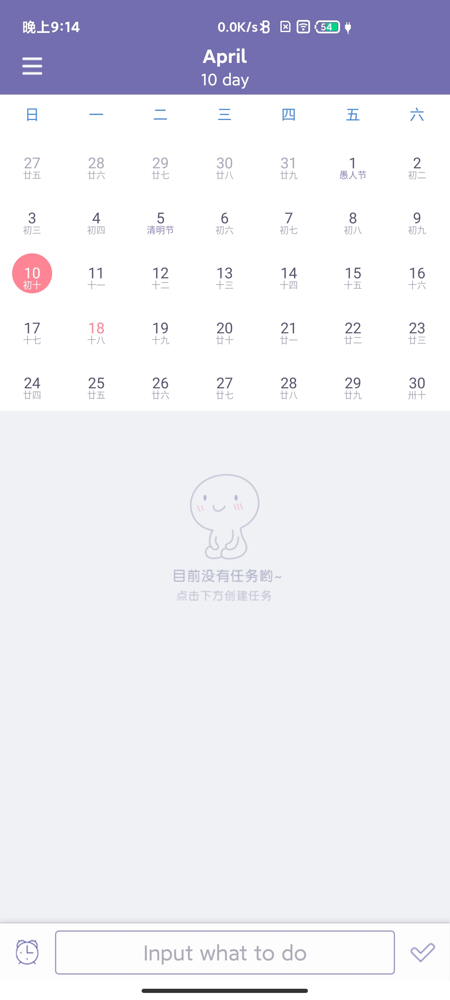 晚上9:14 0.0K/s 54
April
10 day
日 一 二 三 四 五 六
27 28 29 30 31 1 2
廿五 廿六 廿七 廿八 廿九 愚人节 初二
3 4 5 6 7 8 9
初三 初四 清明节 初六 初七 初八 初九
10 11 12 13 14 15 16
初十 十一 十二 十三 十四 十五 十六
17 18 19 20 21 22 23
十七 十八 十九 廿十 廿一 廿二 廿三
24 25 26 27 28 29 30
廿四 廿五 廿六 廿七 廿八 廿九 卅十
目前没有任务哟~
点击下方创建任务
Input what to do